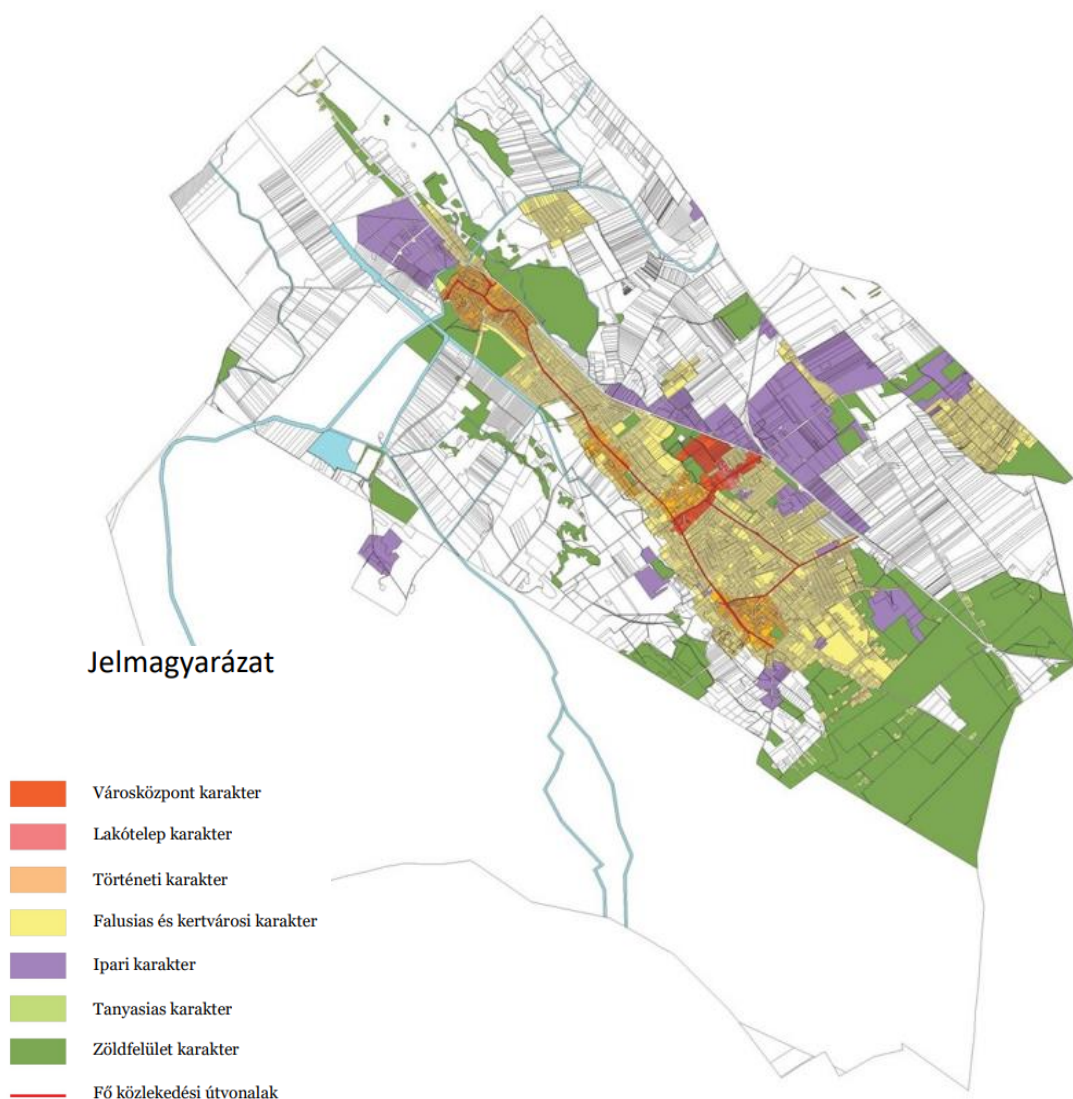 Jelmagyarázat
Városközpont karakter
Lakótelep karakter
Történeti karakter
Falusias és kertvárosi karakter
Ipari karakter
Tanyasias karakter
Zöldfelület karakter
Fő közlekedési útvonalak